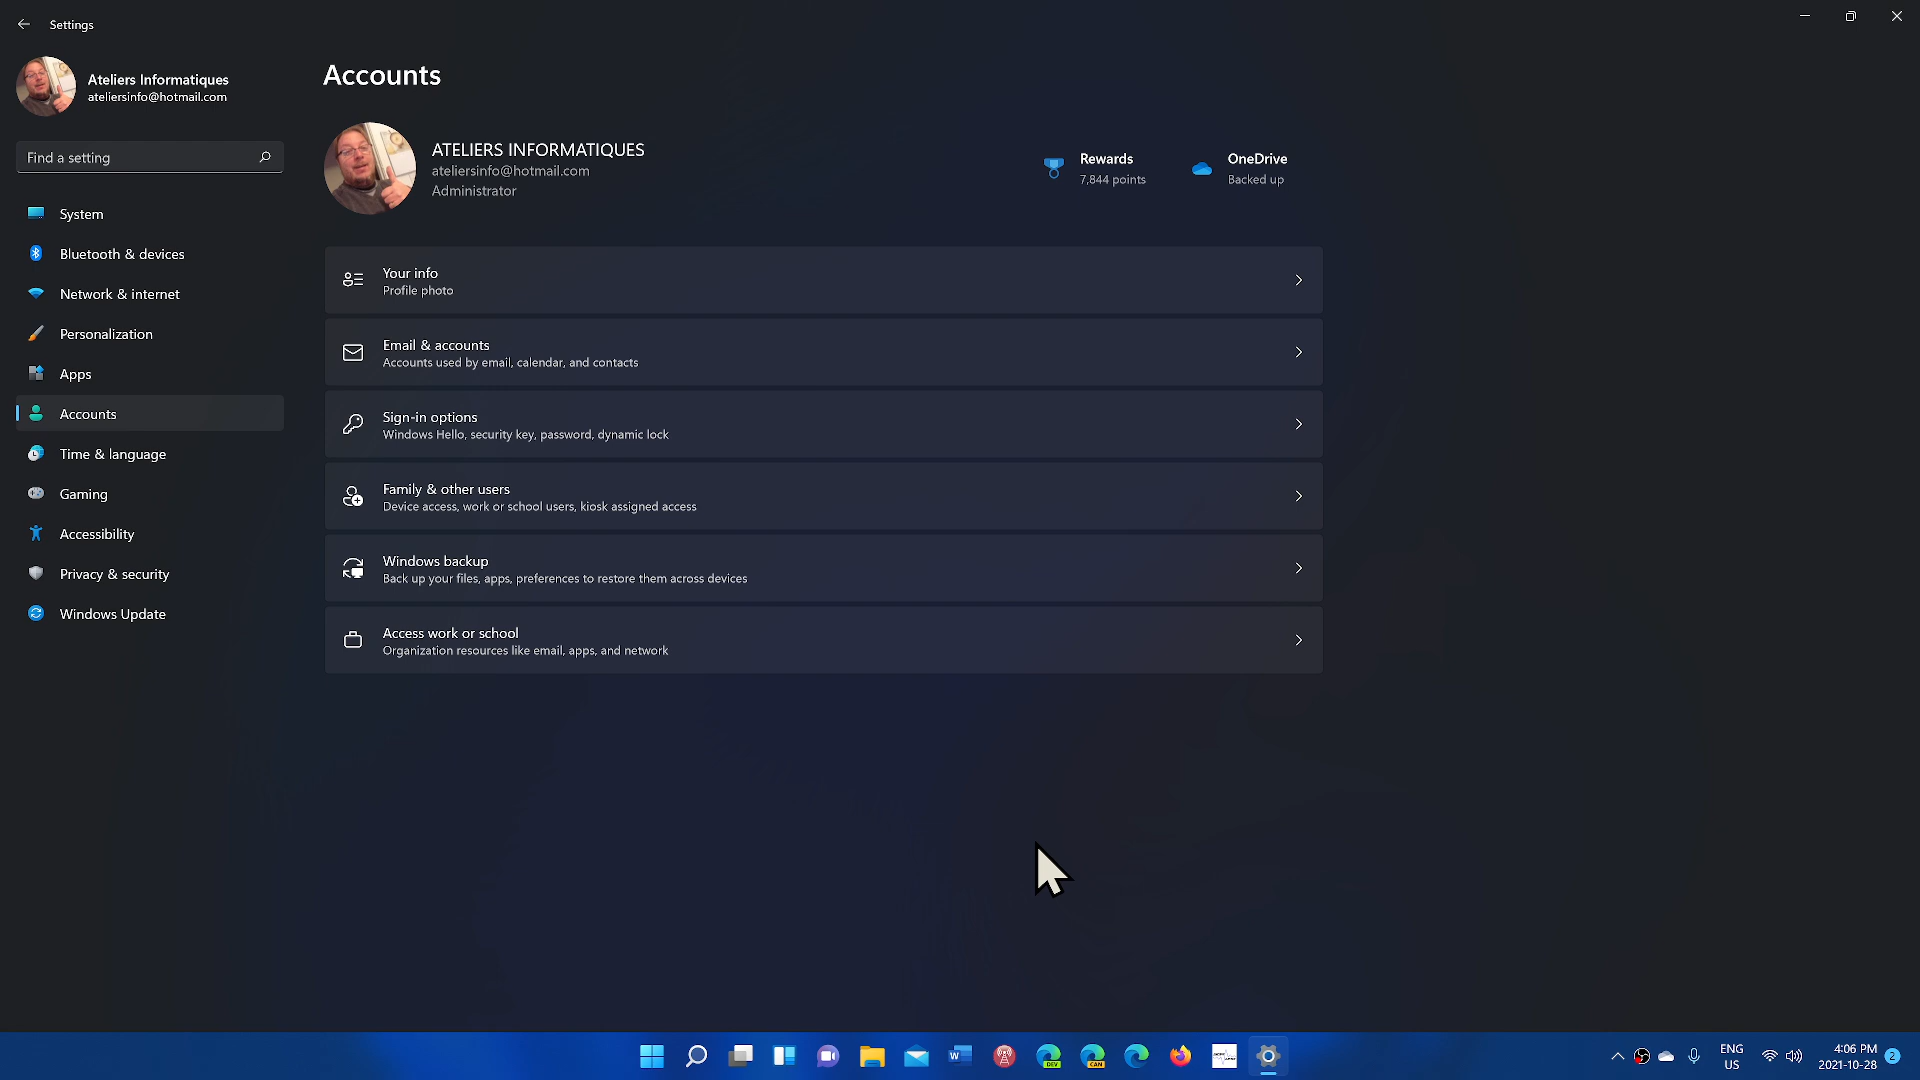 Settings
Ateliers Informatiques
ateliersinfo@hotmail.com
Find a setting
System
Bluetooth & devices
Network & internet
Personalization
Apps
Accounts
Time & language
Gaming
Accessibility
Privacy & security
Windows Update
Accounts
ATELIERS INFORMATIQUES
ateliersinfo@hotmail.com
Administrator
Rewards
7,844 points
OneDrive
Backed up
Your info
Profile photo
Email & accounts
Accounts used by email, calendar, and contacts
Sign-in options
Windows Hello, security key, password, dynamic lock
Family & other users
Device access, work or school users, kiosk assigned access
Windows backup
Back up your files, apps, preferences to restore them across devices
Access work or school
Organization resources like email, apps, and network
W
DEV
CAN
ENG
US
4:06 PM
2021-10-28
2